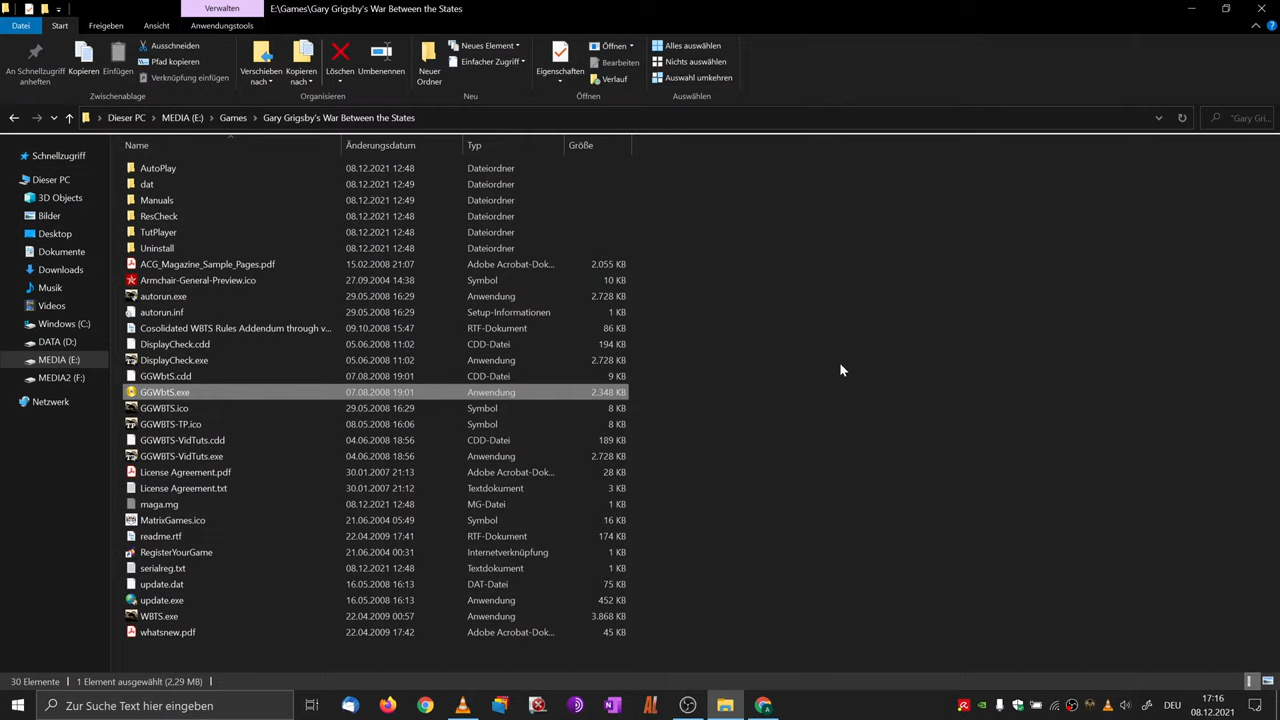 Verwalten
E:\Games\Gary Grigsby's War Between the States
Datei
Start
Freigeben
Ansicht
Anwendungstools
An Schnellzugriff
anheften
Kopieren
Einfügen
Ausschneiden
Pfad kopieren
Verknüpfung einfügen
Verschieben
nach
Kopieren
nach
Löschen
Umbenennen
Neuer
Ordner
Neues Element
Einfacher Zugriff
Eigenschaften
Öffnen
Bearbeiten
Verlauf
Alles auswählen
Nichts auswählen
Auswahl umkehren
Zwischenablage
Organisieren
Neu
Öffnen
Auswählen
Dieser PC > MEDIA (E:) > Games > Gary Grigsby's War Between the States
"Gary Gri...
Schnellzugriff
Dieser PC
3D Objects
Bilder
Desktop
Dokumente
Downloads
Musik
Videos
Windows (C:)
DATA (D:)
MEDIA (E:)
MEDIA2 (F:)
Netzwerk
Name Änderungsdatum Typ Größe
AutoPlay 08.12.2021 12:48 Dateiordner
dat 08.12.2021 12:49 Dateiordner
Manuals 08.12.2021 12:49 Dateiordner
ResCheck 08.12.2021 12:48 Dateiordner
TutPlayer 08.12.2021 12:48 Dateiordner
Uninstall 08.12.2021 12:48 Dateiordner
ACG_Magazine_Sample_Pages.pdf 15.02.2008 21:07 Adobe Acrobat-Dok... 2.055 KB
Armchair-General-Preview.ico 27.09.2004 14:38 Symbol 10 KB
autorun.exe 29.05.2008 16:29 Anwendung 2.728 KB
autorun.inf 29.05.2008 16:29 Setup-Informationen 1 KB
Cosolidated WBTS Rules Addendum through v... 09.10.2008 15:47 RTF-Dokument 86 KB
DisplayCheck.cdd 05.06.2008 11:02 CDD-Datei 194 KB
DisplayCheck.exe 05.06.2008 11:02 Anwendung 2.728 KB
GGWbtS.cdd 07.08.2008 19:01 CDD-Datei 9 KB
GGWbtS.exe 07.08.2008 19:01 Anwendung 2.348 KB
GGWBTS.ico 29.05.2008 16:29 Symbol 8 KB
GGWBTS-TP.ico 08.05.2008 16:06 Symbol 8 KB
GGWBTS-VidTuts.cdd 04.06.2008 18:56 CDD-Datei 189 KB
GGWBTS-VidTuts.exe 04.06.2008 18:56 Anwendung 2.728 KB
License Agreement.pdf 30.01.2007 21:13 Adobe Acrobat-Dok... 28 KB
License Agreement.txt 30.01.2007 21:12 Textdokument 3 KB
maga.mg 08.12.2021 12:48 MG-Datei 1 KB
MatrixGames.ico 21.06.2004 05:49 Symbol 16 KB
readme.rtf 22.04.2009 17:41 RTF-Dokument 174 KB
RegisterYourGame 21.06.2004 00:31 Internetverknüpfung 1 KB
serialreg.txt 08.12.2021 12:48 Textdokument 1 KB
update.dat 16.05.2008 16:13 DAT-Datei 75 KB
update.exe 16.05.2008 16:13 Anwendung 452 KB
WBTS.exe 22.04.2009 00:57 Anwendung 3.868 KB
whatsnew.pdf 22.04.2009 17:42 Adobe Acrobat-Dok... 45 KB
30 Elemente 1 Element ausgewählt (2,29 MB)
Zur Suche Text hier eingeben
DEU
17:16
08.12.2021